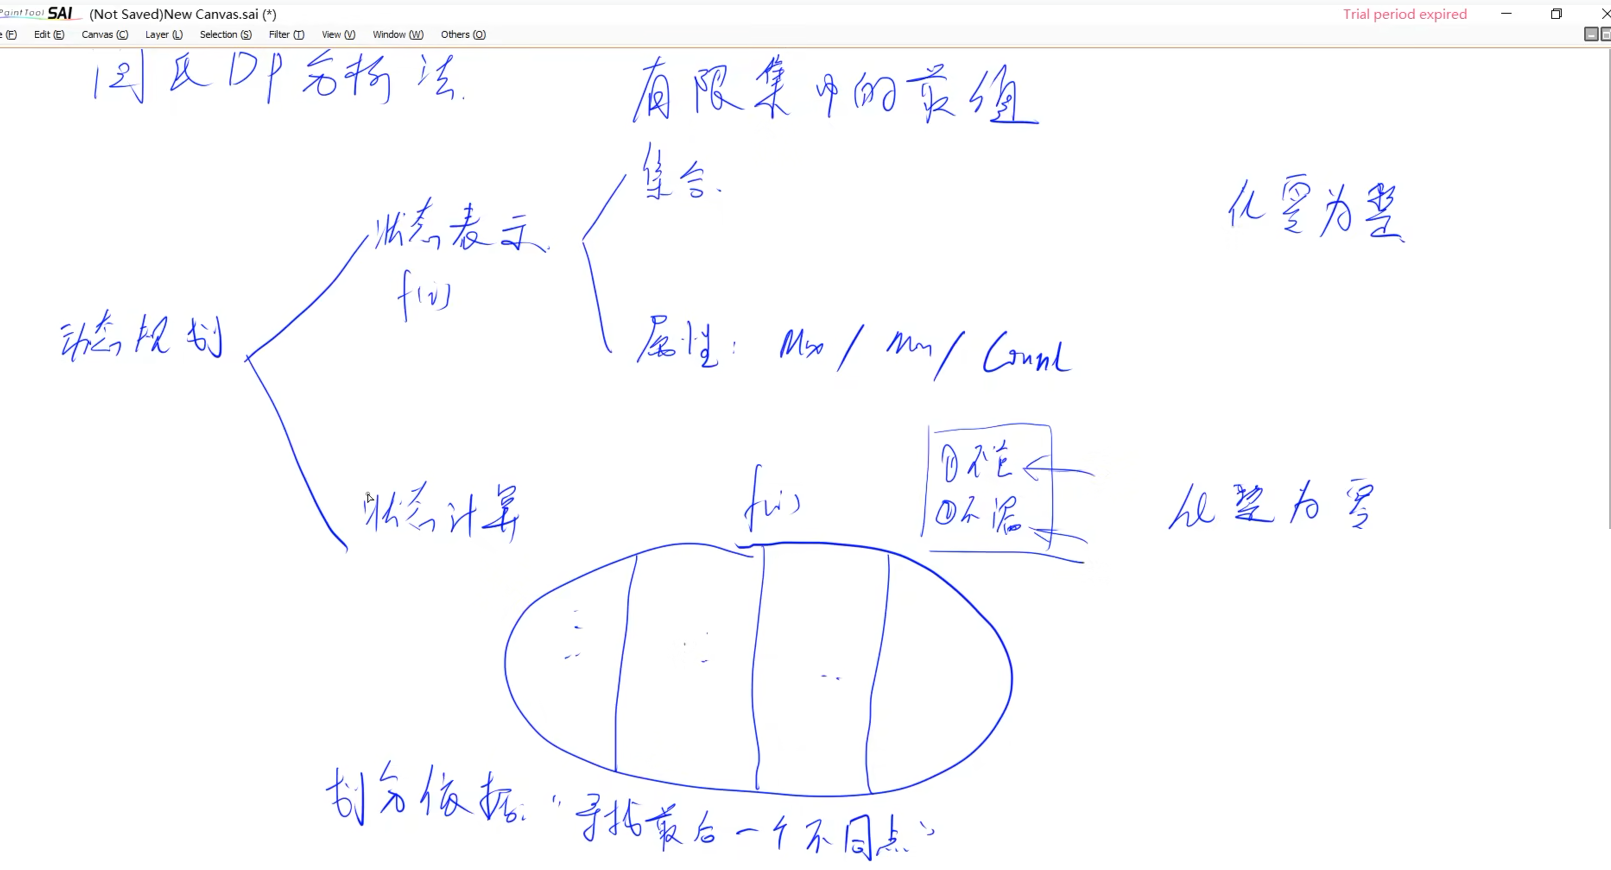 PaintTool SAI (Not Saved)New Canvas.sai (*) Trial period expired
e (F) Edit (E) Canvas (C) Layer (L) Selection (S) Filter (T) View (V) Window (W) Others (O)
闫氏DP分析法.
有限集中的最值
集合.
化零为整
状态表示.
f(i)
动态规划
属性: Max / Min / Count
①不重
②不漏
状态计算
f(i)
化整为零
划分依据: “寻找最后一个不同点”